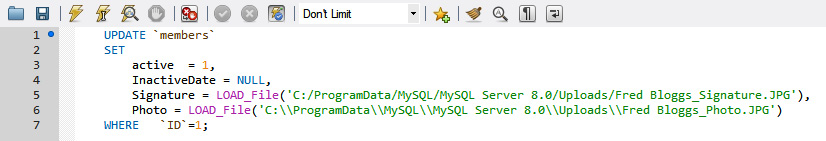 Don't Limit
1 UPDATE `members`
2 SET
3 active = 1,
4 InactiveDate = NULL,
5 Signature = LOAD_File('C:/ProgramData/MySQL/MySQL Server 8.0/Uploads/Fred Bloggs_Signature.JPG'),
6 Photo = LOAD_File('C:\\ProgramData\\MySQL\\MySQL Server 8.0\\Uploads\\Fred Bloggs_Photo.JPG')
7 WHERE `ID`=1;